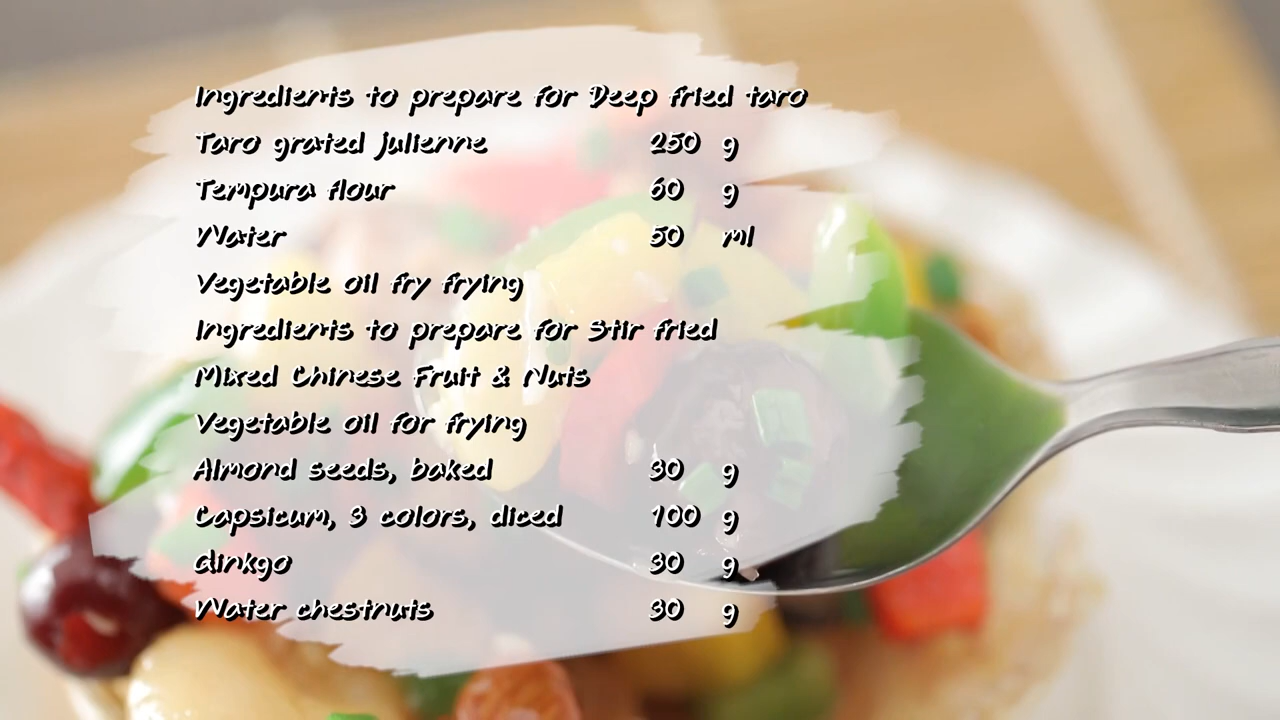 Ingredients to prepare for Deep fried taro
Taro grated julienne 250 g
Tempura flour 60 g
Water 50 ml
Vegetable oil fry frying
Ingredients to prepare for Stir fried
Mixed Chinese Fruit & Nuts
Vegetable oil for frying
Almond seeds, baked 30 g
Capsicum, 3 colors, diced 100 g
Ginkgo 30 g
Water chestnuts 30 g